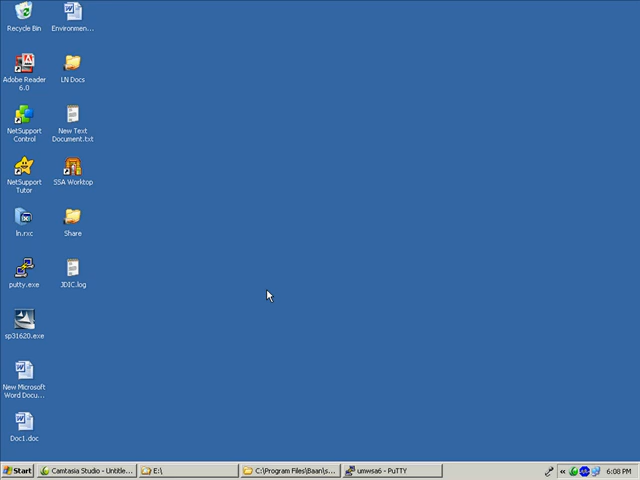 Recycle Bin
Environmen...
Adobe Reader
6.0
LN Docs
NetSupport
Control
New Text
Document.txt
NetSupport
Tutor
SSA Worktop
ln.rxc
Share
putty.exe
JDIC.log
sp31620.exe
New Microsoft
Word Docu...
Doc1.doc
Start
Camtasia Studio - Untitle...
E:\
C:\Program Files\Baan\s...
umwsa6 - PuTTY
«
6:08 PM